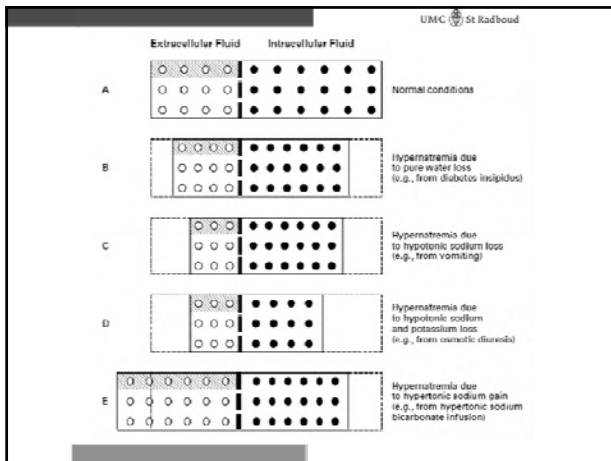 UMC St Radboud
Extracellular Fluid Intracellular Fluid
A
Normal conditions
B
Hypernatremia due
to pure water loss
(e.g., from diabetes insipidus)
C
Hypernatremia due
to hypotonic sodium loss
(e.g., from vomiting)
D
Hypernatremia due
to hypotonic sodium
and potassium loss
(e.g., from osmotic diuresis)
E
Hypernatremia due
to hypertonic sodium gain
(e.g., from hypertonic sodium
bicarbonate infusion)